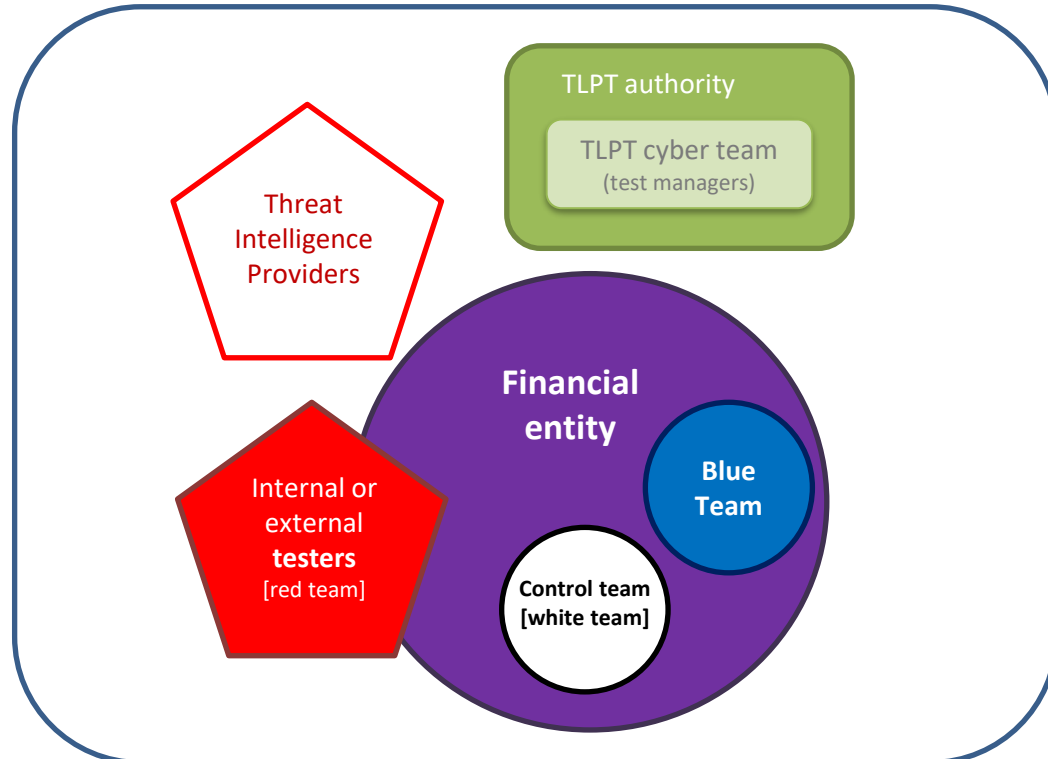 TLPT authority
TLPT cyber team
(test managers)
Threat
Intelligence
Providers
Financial
entity
Blue
Team
Internal or
external
testers
[red team]
Control team
[white team]